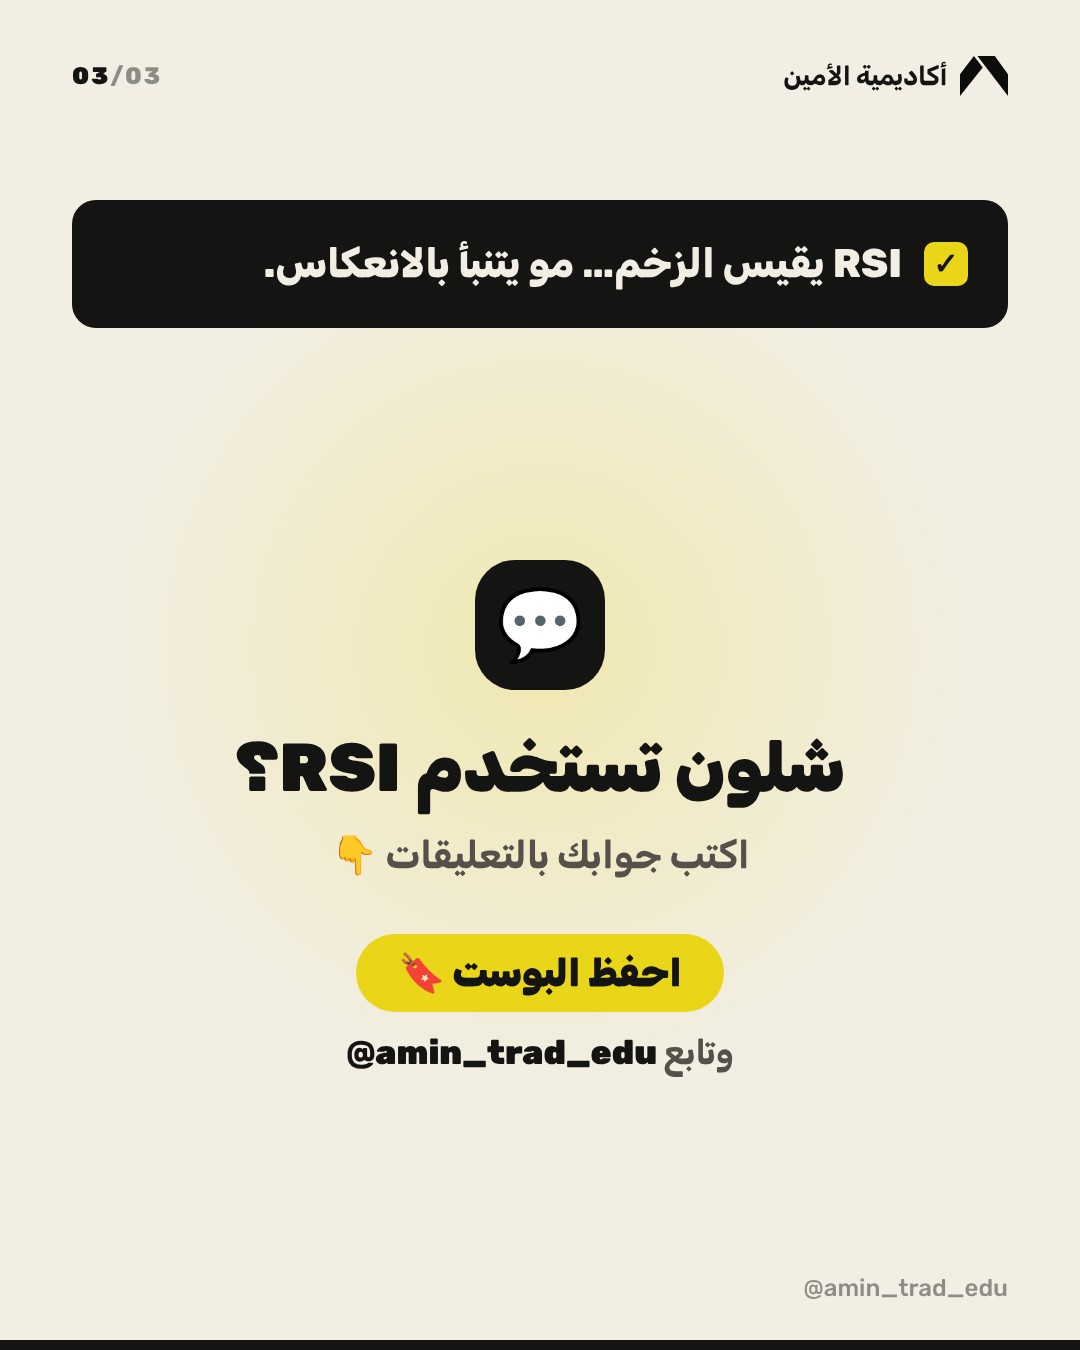 أكاديمية الأمين
03/03
✓ RSI يقيس الزخم... مو يتنبأ بالانعكاس.
شلون تستخدم RSI؟
اكتب جوابك بالتعليقات 👇
احفظ البوست 🔖
وتابع @amin_trad_edu
@amin_trad_edu